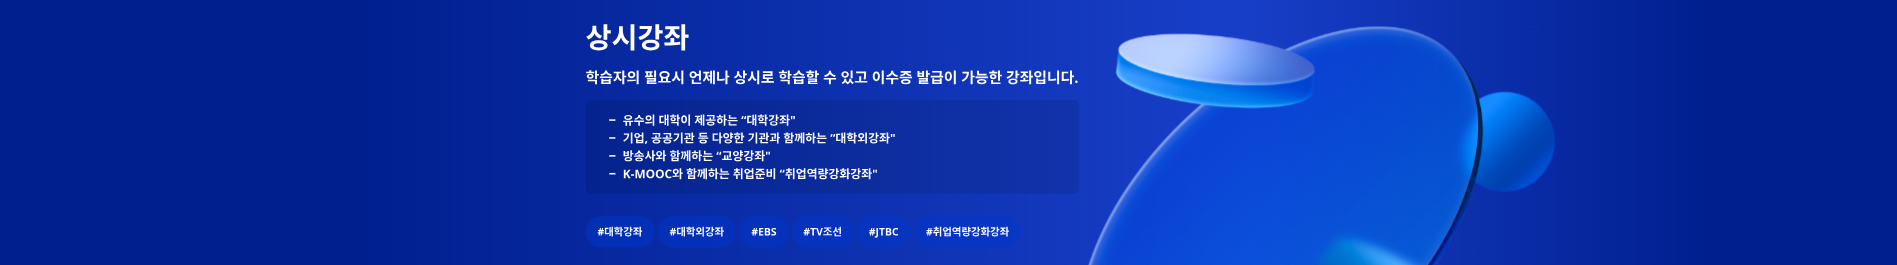 상시강좌
학습자의 필요시 언제나 상시로 학습할 수 있고 이수증 발급이 가능한 강좌입니다.
– 유수의 대학이 제공하는 “대학강좌"
– 기업, 공공기관 등 다양한 기관과 함께하는 “대학외강좌"
– 방송사와 함께하는 “교양강좌"
– K-MOOC와 함께하는 취업준비 “취업역량강화강좌"
#대학강좌 #대학외강좌 #EBS #TV조선 #JTBC #취업역량강화강좌